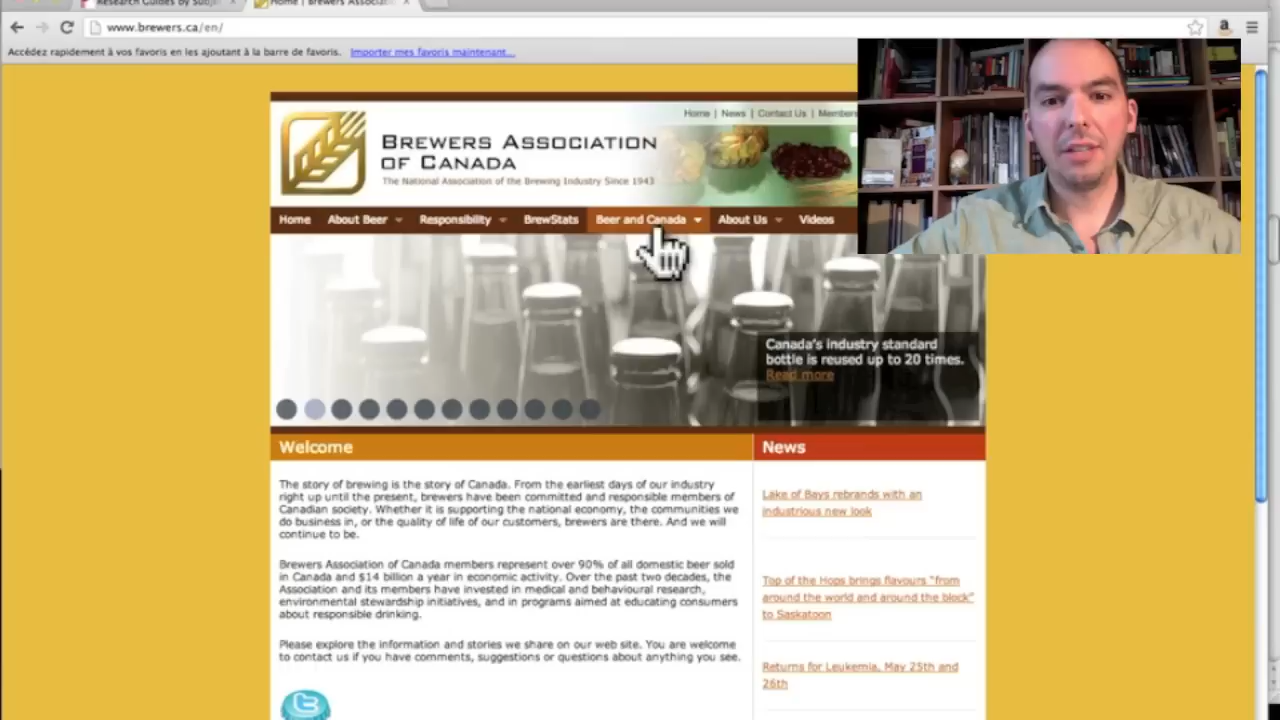 Research Guides by Subj
Home | Brewers Associati
www.brewers.ca/en/
Accédez rapidement à vos favoris en les ajoutant à la barre de favoris. Importer mes favoris maintenant...
Home | News | Contact Us | Members
BREWERS ASSOCIATION
OF CANADA
The National Association of the Brewing Industry Since 1943
Home About Beer Responsibility BrewStats Beer and Canada About Us Videos
Canada's industry standard
bottle is reused up to 20 times.
Read more
Welcome
The story of brewing is the story of Canada. From the earliest days of our industry
right up until the present, brewers have been committed and responsible members of
Canadian society. Whether it is supporting the national economy, the communities we
do business in, or the quality of life of our customers, brewers are there. And we will
continue to be.
Brewers Association of Canada members represent over 90% of all domestic beer sold
in Canada and $14 billion a year in economic activity. Over the past two decades, the
Association and its members have invested in medical and behavioural research,
environmental stewardship initiatives, and in programs aimed at educating consumers
about responsible drinking.
Please explore the information and stories we share on our web site. You are welcome
to contact us if you have comments, suggestions or questions about anything you see.
News
Lake of Bays rebrands with an
industrious new look
Top of the Hops brings flavours "from
around the world and around the block"
to Saskatoon
Returns for Leukemia, May 25th and
26th